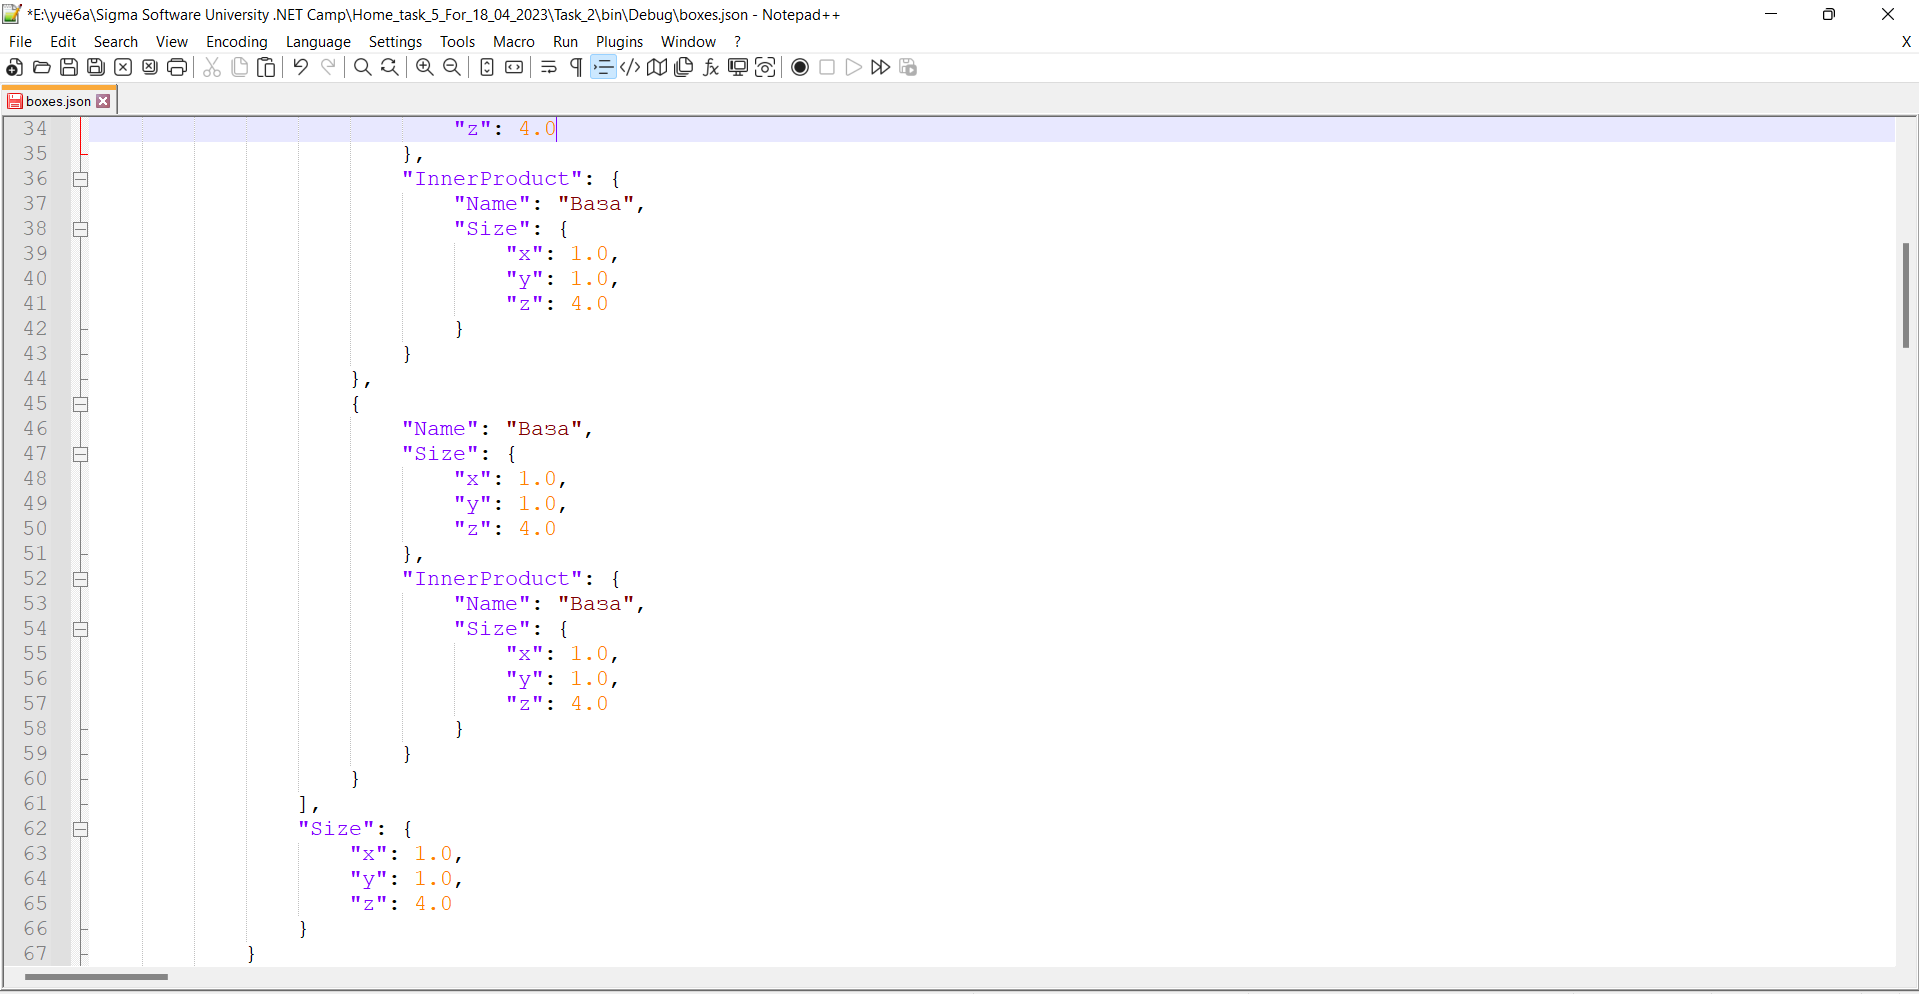 *E:\учёба\Sigma Software University .NET Camp\Home_task_5_For_18_04_2023\Task_2\bin\Debug\boxes.json - Notepad++
File Edit Search View Encoding Language Settings Tools Macro Run Plugins Window ? X
boxes.json
34 "z": 4.0
35 },
36 "InnerProduct": {
37 "Name": "Ваза",
38 "Size": {
39 "x": 1.0,
40 "y": 1.0,
41 "z": 4.0
42 }
43 }
44 },
45 {
46 "Name": "Ваза",
47 "Size": {
48 "x": 1.0,
49 "y": 1.0,
50 "z": 4.0
51 },
52 "InnerProduct": {
53 "Name": "Ваза",
54 "Size": {
55 "x": 1.0,
56 "y": 1.0,
57 "z": 4.0
58 }
59 }
60 }
61 ],
62 "Size": {
63 "x": 1.0,
64 "y": 1.0,
65 "z": 4.0
66 }
67 }